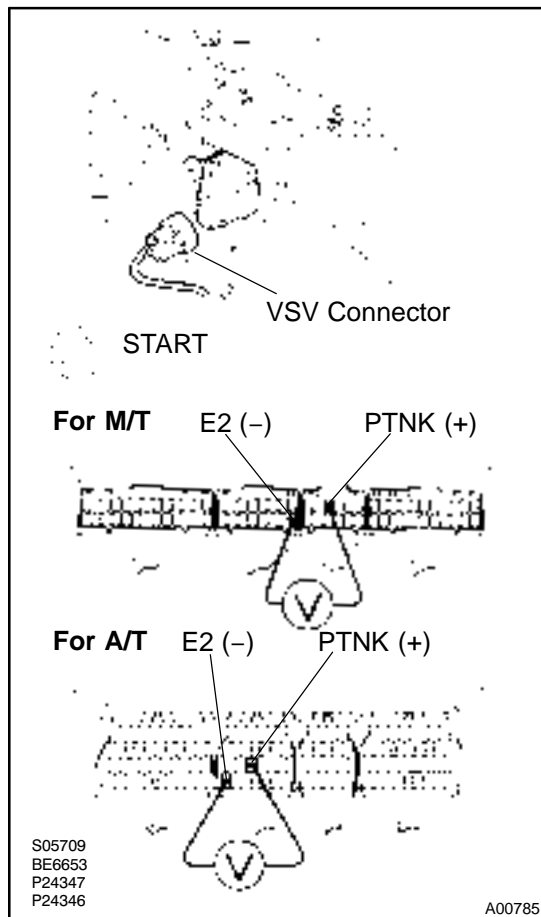 VSV Connector
START
For M/T E2 (−) PTNK (+)
V
For A/T E2 (−) PTNK (+)
V
S05709
BE6653
P24347
P24346
A00785